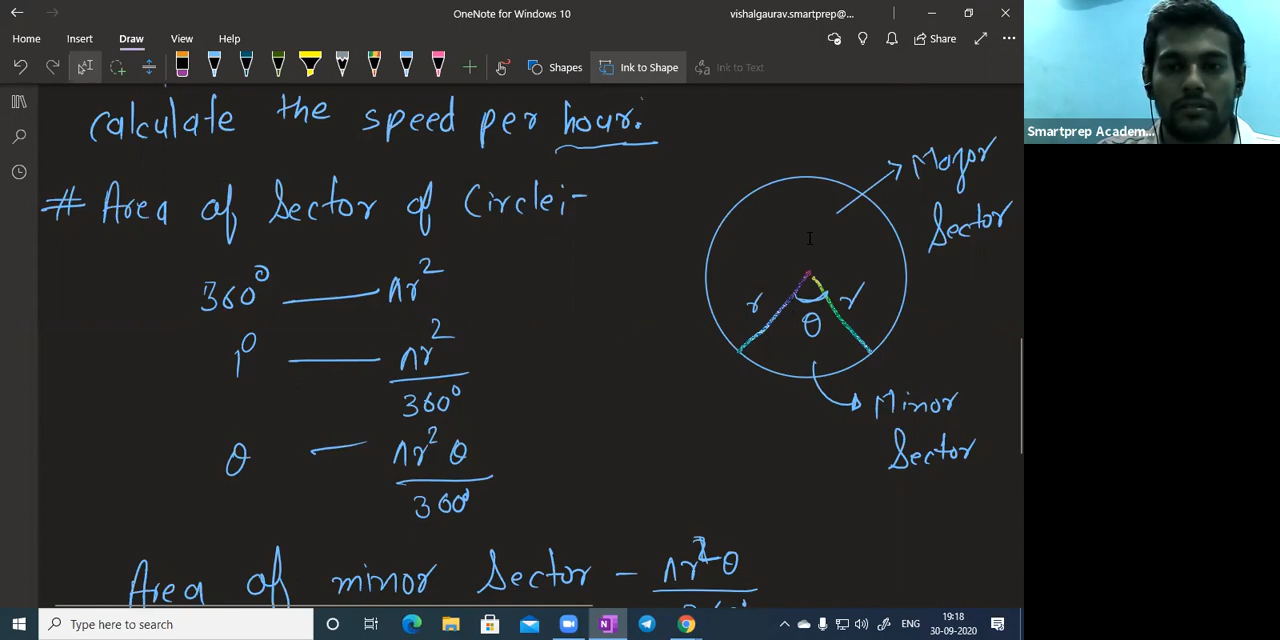 OneNote for Windows 10
vishalgaurav.smartprep@...
Home Insert Draw View Help
Share
Shapes
Ink to Shape
Ink to Text
Smartprep Academ...
calculate the speed per hour.
# Area of Sector of Circle:-
360° — πr²
1° — πr²/360°
θ — πr²θ/360°
Area of minor Sector - πr²θ/360°
Major
Sector
r
r
θ
Minor
Sector
Type here to search
ENG
19:18
30-09-2020